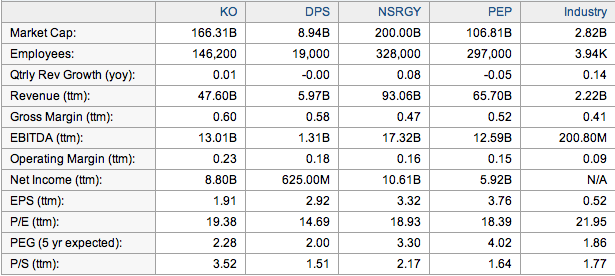 KO DPS NSRGY PEP Industry
Market Cap: 166.31B 8.94B 200.00B 106.81B 2.82B
Employees: 146,200 19,000 328,000 297,000 3.94K
Qtrly Rev Growth (yoy): 0.01 -0.00 0.08 -0.05 0.14
Revenue (ttm): 47.60B 5.97B 93.06B 65.70B 2.22B
Gross Margin (ttm): 0.60 0.58 0.47 0.52 0.41
EBITDA (ttm): 13.01B 1.31B 17.32B 12.59B 200.80M
Operating Margin (ttm): 0.23 0.18 0.16 0.15 0.09
Net Income (ttm): 8.80B 625.00M 10.61B 5.92B N/A
EPS (ttm): 1.91 2.92 3.32 3.76 0.52
P/E (ttm): 19.38 14.69 18.93 18.39 21.95
PEG (5 yr expected): 2.28 2.00 3.30 4.02 1.86
P/S (ttm): 3.52 1.51 2.17 1.64 1.77